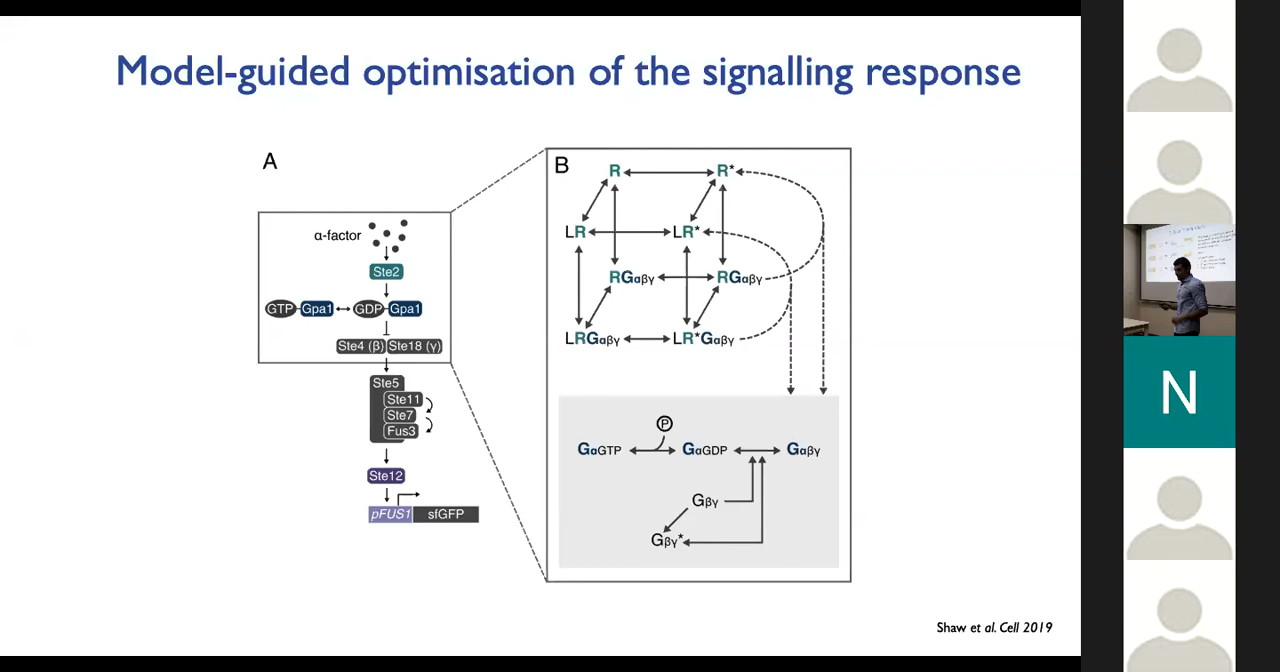 Model-guided optimisation of the signalling response
A
α-factor
Ste2
GTP Gpa1 GDP Gpa1
Ste4 (β) Ste18 (γ)
Ste5
Ste11
Ste7
Fus3
Ste12
pFUS1 sfGFP
B
R R*
LR LR*
RGαβγ RGαβγ
LRGαβγ LR*Gαβγ
P
GαGTP GαGDP Gαβγ
Gβγ
Gβγ*
Shaw et al. Cell 2019
N